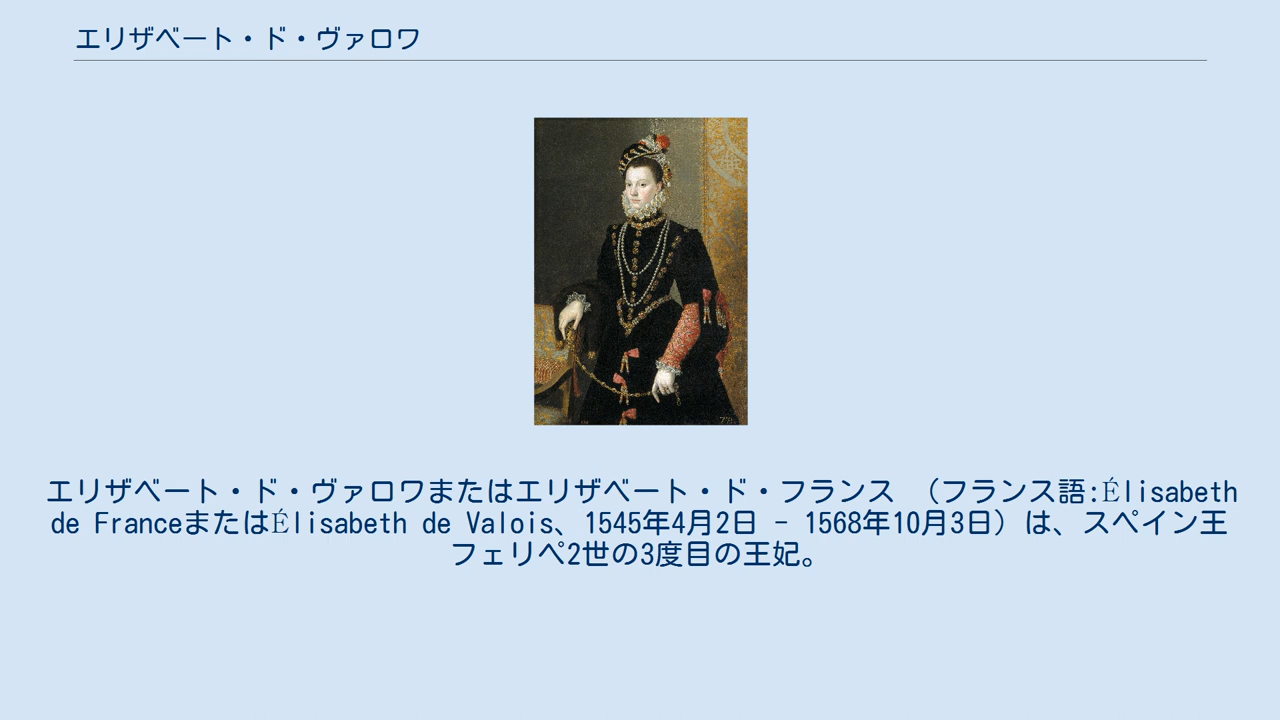 エリザベート・ド・ヴァロワ
エリザベート・ド・ヴァロワまたはエリザベート・ド・フランス （フランス語:Élisabeth
de FranceまたはÉlisabeth de Valois、1545年4月2日 - 1568年10月3日）は、スペイン王
フェリペ2世の3度目の王妃。